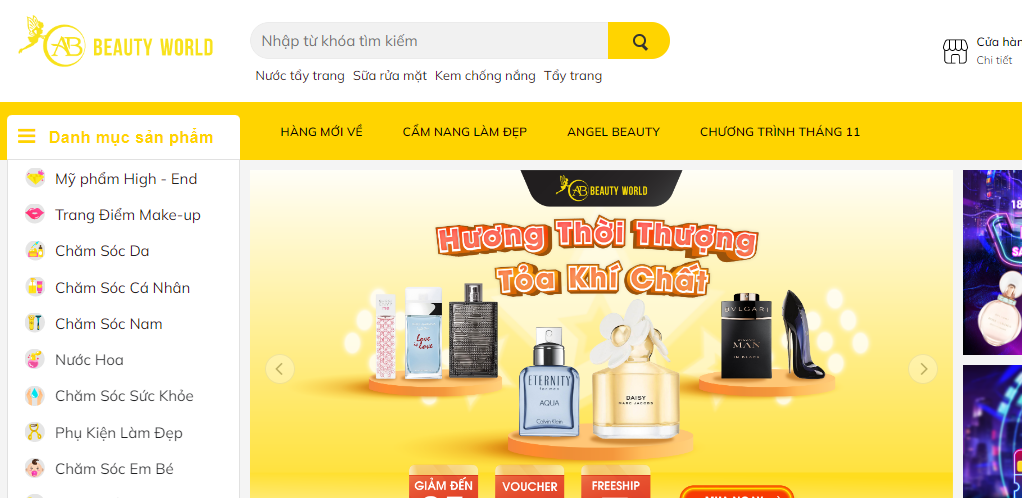 AB BEAUTY WORLD
Nhập từ khóa tìm kiếm
Nước tẩy trang Sữa rửa mặt Kem chống nắng Tẩy trang
Cửa hàn
Chi tiết
Danh mục sản phẩm
HÀNG MỚI VỀ CẨM NANG LÀM ĐẸP ANGEL BEAUTY CHƯƠNG TRÌNH THÁNG 11
Mỹ phẩm High - End
Trang Điểm Make-up
Chăm Sóc Da
Chăm Sóc Cá Nhân
Chăm Sóc Nam
Nước Hoa
Chăm Sóc Sức Khỏe
Phụ Kiện Làm Đẹp
Chăm Sóc Em Bé
AB BEAUTY WORLD
Hương Thời Thượng
Tỏa Khí Chất
Love is love
ETERNITY
for men
AQUA
Calvin Klein
DAISY
MARC JACOBS
BVLGARI
MAN
IN BLACK
GIẢM ĐẾN
VOUCHER
FREESHIP
18